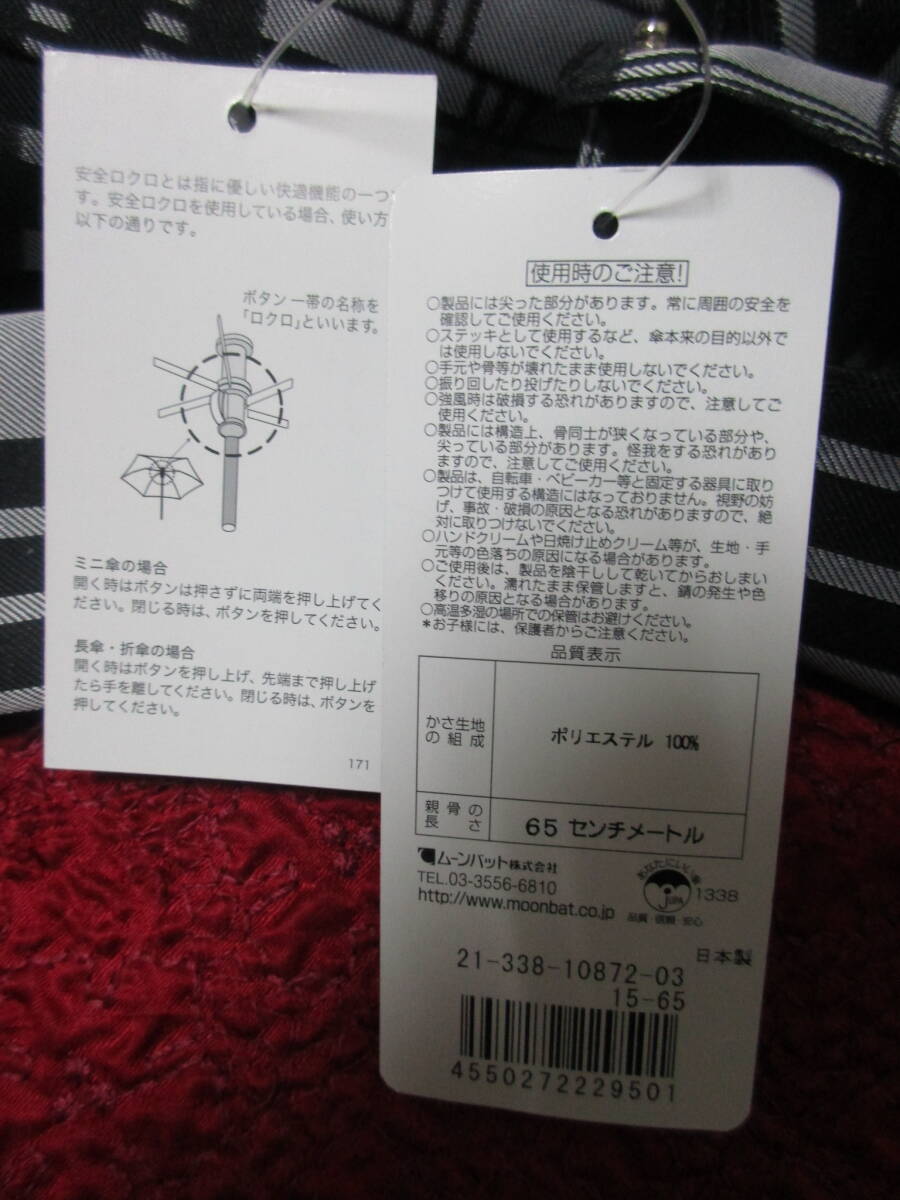 安全ロクロとは指に優しい快適機能の一つ
す。安全ロクロを使用している場合、使い方
以下の通りです。
ボタン一帯の名称を
「ロクロ」といいます。
ミニ傘の場合
開く時はボタンは押さずに両端を押し上げてく
ださい。閉じる時は、ボタンを押してください。
長傘・折傘の場合
開く時はボタンを押し上げ、先端まで押し上げ
たら手を離してください。閉じる時は、ボタンを
押してください。
171
使用時のご注意!
○製品には尖った部分があります。常に周囲の安全を
確認してご使用ください。
○ステッキとして使用するなど、傘本来の目的以外で
は使用しないでください。
○手元や骨等が壊れたまま使用しないでください。
○振り回したり投げたりしないでください。
○強風時は破損する恐れがありますので、注意してご
使用ください。
○製品には構造上、骨同士が狭くなっている部分や、
尖っている部分があります。怪我をする恐れがあり
ますので、注意してご使用ください。
○製品は、自転車・ベビーカー等と固定する器具に取り
つけて使用する構造にはなっておりません。視野の妨
げ、事故・破損の原因となる恐れがありますので、絶
対に取りつけないでください。
○ハンドクリームや日焼け止めクリーム等が、生地・手
元等の色落ちの原因になる場合があります。
○ご使用後は、製品を陰干しして乾いてからおしまい
ください。濡れたまま保管しますと、錆の発生や色
移りの原因となる場合があります。
○高温多湿の場所での保管はお避けください。
*お子様には、保護者からご注意ください。
品質表示
かさ生地
の組成
ポリエステル 100%
親骨の
長さ
65 センチメートル
ムーンバット株式会社
TEL.03-3556-6810
http://www.moonbat.co.jp
あなたにいい傘
JUPA
品質・信頼・安心
1338
日本製
21-338-10872-03
15-65
4550272229501